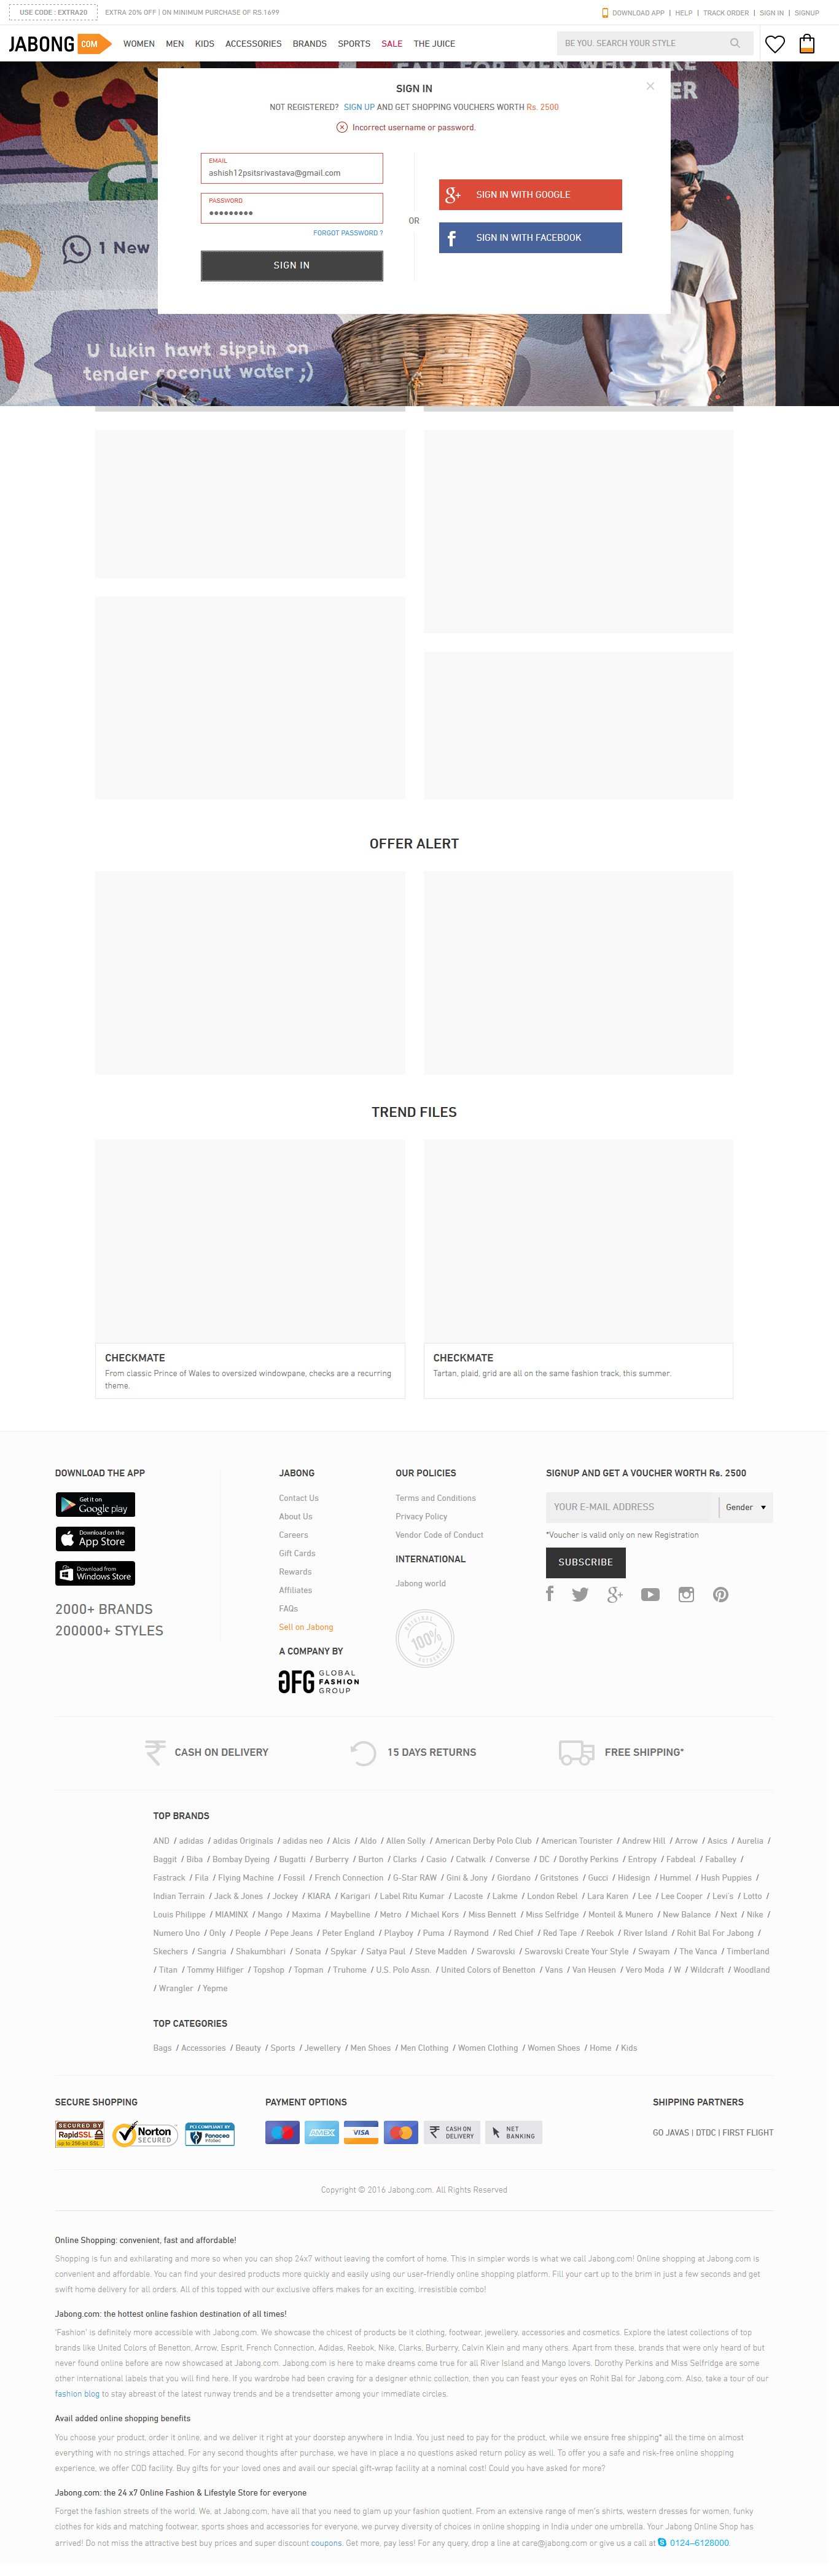 USE CODE : EXTRA20 EXTRA 20% OFF | ON MINIMUM PURCHASE OF RS.1699 DOWNLOAD APP | HELP | TRACK ORDER | SIGN IN | SIGNUP
JABONG COM WOMEN MEN KIDS ACCESSORIES BRANDS SPORTS SALE THE JUICE BE YOU. SEARCH YOUR STYLE
FALL FOR MEN WHO LIKE
ER
SIGN IN
NOT REGISTERED? SIGN UP AND GET SHOPPING VOUCHERS WORTH Rs. 2500
Incorrect username or password.
EMAIL
ashish12psitsrivastava@gmail.com
PASSWORD
•••••••••
FORGOT PASSWORD ?
SIGN IN
OR
SIGN IN WITH GOOGLE
SIGN IN WITH FACEBOOK
1 New
U lukin hawt sippin on
tender coconut water ;)
OFFER ALERT
TREND FILES
CHECKMATE
From classic Prince of Wales to oversized windowpane, checks are a recurring
theme.
CHECKMATE
Tartan, plaid, grid are all on the same fashion track, this summer.
DOWNLOAD THE APP
Get it on
Google play
Download on the
App Store
Download from
Windows Store
2000+ BRANDS
200000+ STYLES
JABONG
Contact Us
About Us
Careers
Gift Cards
Rewards
Affiliates
FAQs
Sell on Jabong
A COMPANY BY
GFG GLOBAL
FASHION
GROUP
OUR POLICIES
Terms and Conditions
Privacy Policy
Vendor Code of Conduct
INTERNATIONAL
Jabong world
ORIGINAL
100%
AUTHENTIC
SIGNUP AND GET A VOUCHER WORTH Rs. 2500
YOUR E-MAIL ADDRESS Gender
*Voucher is valid only on new Registration
SUBSCRIBE
CASH ON DELIVERY 15 DAYS RETURNS FREE SHIPPING*
TOP BRANDS
AND / adidas / adidas Originals / adidas neo / Alcis / Aldo / Allen Solly / American Derby Polo Club / American Tourister / Andrew Hill / Arrow / Asics / Aurelia /
Baggit / Biba / Bombay Dyeing / Bugatti / Burberry / Burton / Clarks / Casio / Catwalk / Converse / DC / Dorothy Perkins / Entropy / Fabdeal / Faballey /
Fastrack / Fila / Flying Machine / Fossil / French Connection / G-Star RAW / Gini & Jony / Giordano / Gritstones / Gucci / Hidesign / Hummel / Hush Puppies /
Indian Terrain / Jack & Jones / Jockey / KIARA / Karigari / Label Ritu Kumar / Lacoste / Lakme / London Rebel / Lara Karen / Lee / Lee Cooper / Levi's / Lotto /
Louis Philippe / MIAMINX / Mango / Maxima / Maybelline / Metro / Michael Kors / Miss Bennett / Miss Selfridge / Monteil & Munero / New Balance / Next / Nike /
Numero Uno / Only / People / Pepe Jeans / Peter England / Playboy / Puma / Raymond / Red Chief / Red Tape / Reebok / River Island / Rohit Bal For Jabong /
Skechers / Sangria / Shakumbhari / Sonata / Spykar / Satya Paul / Steve Madden / Swarovski / Swarovski Create Your Style / Swayam / The Vanca / Timberland
/ Titan / Tommy Hilfiger / Topshop / Topman / Truhome / U.S. Polo Assn. / United Colors of Benetton / Vans / Van Heusen / Vero Moda / W / Wildcraft / Woodland
/ Wrangler / Yepme
TOP CATEGORIES
Bags / Accessories / Beauty / Sports / Jewellery / Men Shoes / Men Clothing / Women Clothing / Women Shoes / Home / Kids
SECURE SHOPPING PAYMENT OPTIONS SHIPPING PARTNERS
SECURED BY
RapidSSL
up to 256-bit SSL
Norton
SECURED
PCI COMPLIANT BY
Panacea
Infosec
AMEX
VISA
CASH ON
DELIVERY
NET
BANKING
GO JAVAS | DTDC | FIRST FLIGHT
Copyright © 2016 Jabong.com. All Rights Reserved
Online Shopping: convenient, fast and affordable!
Shopping is fun and exhilarating and more so when you can shop 24x7 without leaving the comfort of home. This in simpler words is what we call Jabong.com! Online shopping at Jabong.com is
convenient and affordable. You can find your desired products more quickly and easily using our user-friendly online shopping platform. Fill your cart up to the brim in just a few seconds and get
swift home delivery for all orders. All of this topped with our exclusive offers makes for an exciting, irresistible combo!
Jabong.com: the hottest online fashion destination of all times!
'Fashion' is definitely more accessible with Jabong.com. We showcase the chicest of products be it clothing, footwear, jewellery, accessories and cosmetics. Explore the latest collections of top
brands like United Colors of Benetton, Arrow, Esprit, French Connection, Adidas, Reebok, Nike, Clarks, Burberry, Calvin Klein and many others. Apart from these, brands that were only heard of but
never found online before are now showcased at Jabong.com. Jabong.com is here to make dreams come true for all River Island and Mango lovers. Dorothy Perkins and Miss Selfridge are some
other international labels that you will find here. If you wardrobe had been craving for a designer ethnic collection, then you can feast your eyes on Rohit Bal for Jabong.com. Also, take a tour of our
fashion blog to stay abreast of the latest runway trends and be a trendsetter among your immediate circles.
Avail added online shopping benefits
You choose your product, order it online, and we deliver it right at your doorstep anywhere in India. You just need to pay for the product, while we ensure free shipping* all the time on almost
everything with no strings attached. For any second thoughts after purchase, we have in place a no questions asked return policy as well. To offer you a safe and risk-free online shopping
experience, we offer COD facility. Buy gifts for your loved ones and avail our special gift-wrap facility at a nominal cost! Could you have asked for more?
Jabong.com: the 24 x7 Online Fashion & Lifestyle Store for everyone
Forget the fashion streets of the world. We, at Jabong.com, have all that you need to glam up your fashion quotient. From an extensive range of men's shirts, western dresses for women, funky
clothes for kids and matching footwear, sports shoes and accessories for everyone, we purvey diversity of choices in online shopping in India under one umbrella. Your Jabong Online Shop has
arrived! Do not miss the attractive best buy prices and super discount coupons. Get more, pay less! For any query, drop a line at care@jabong.com or give us a call at 0124-6128000